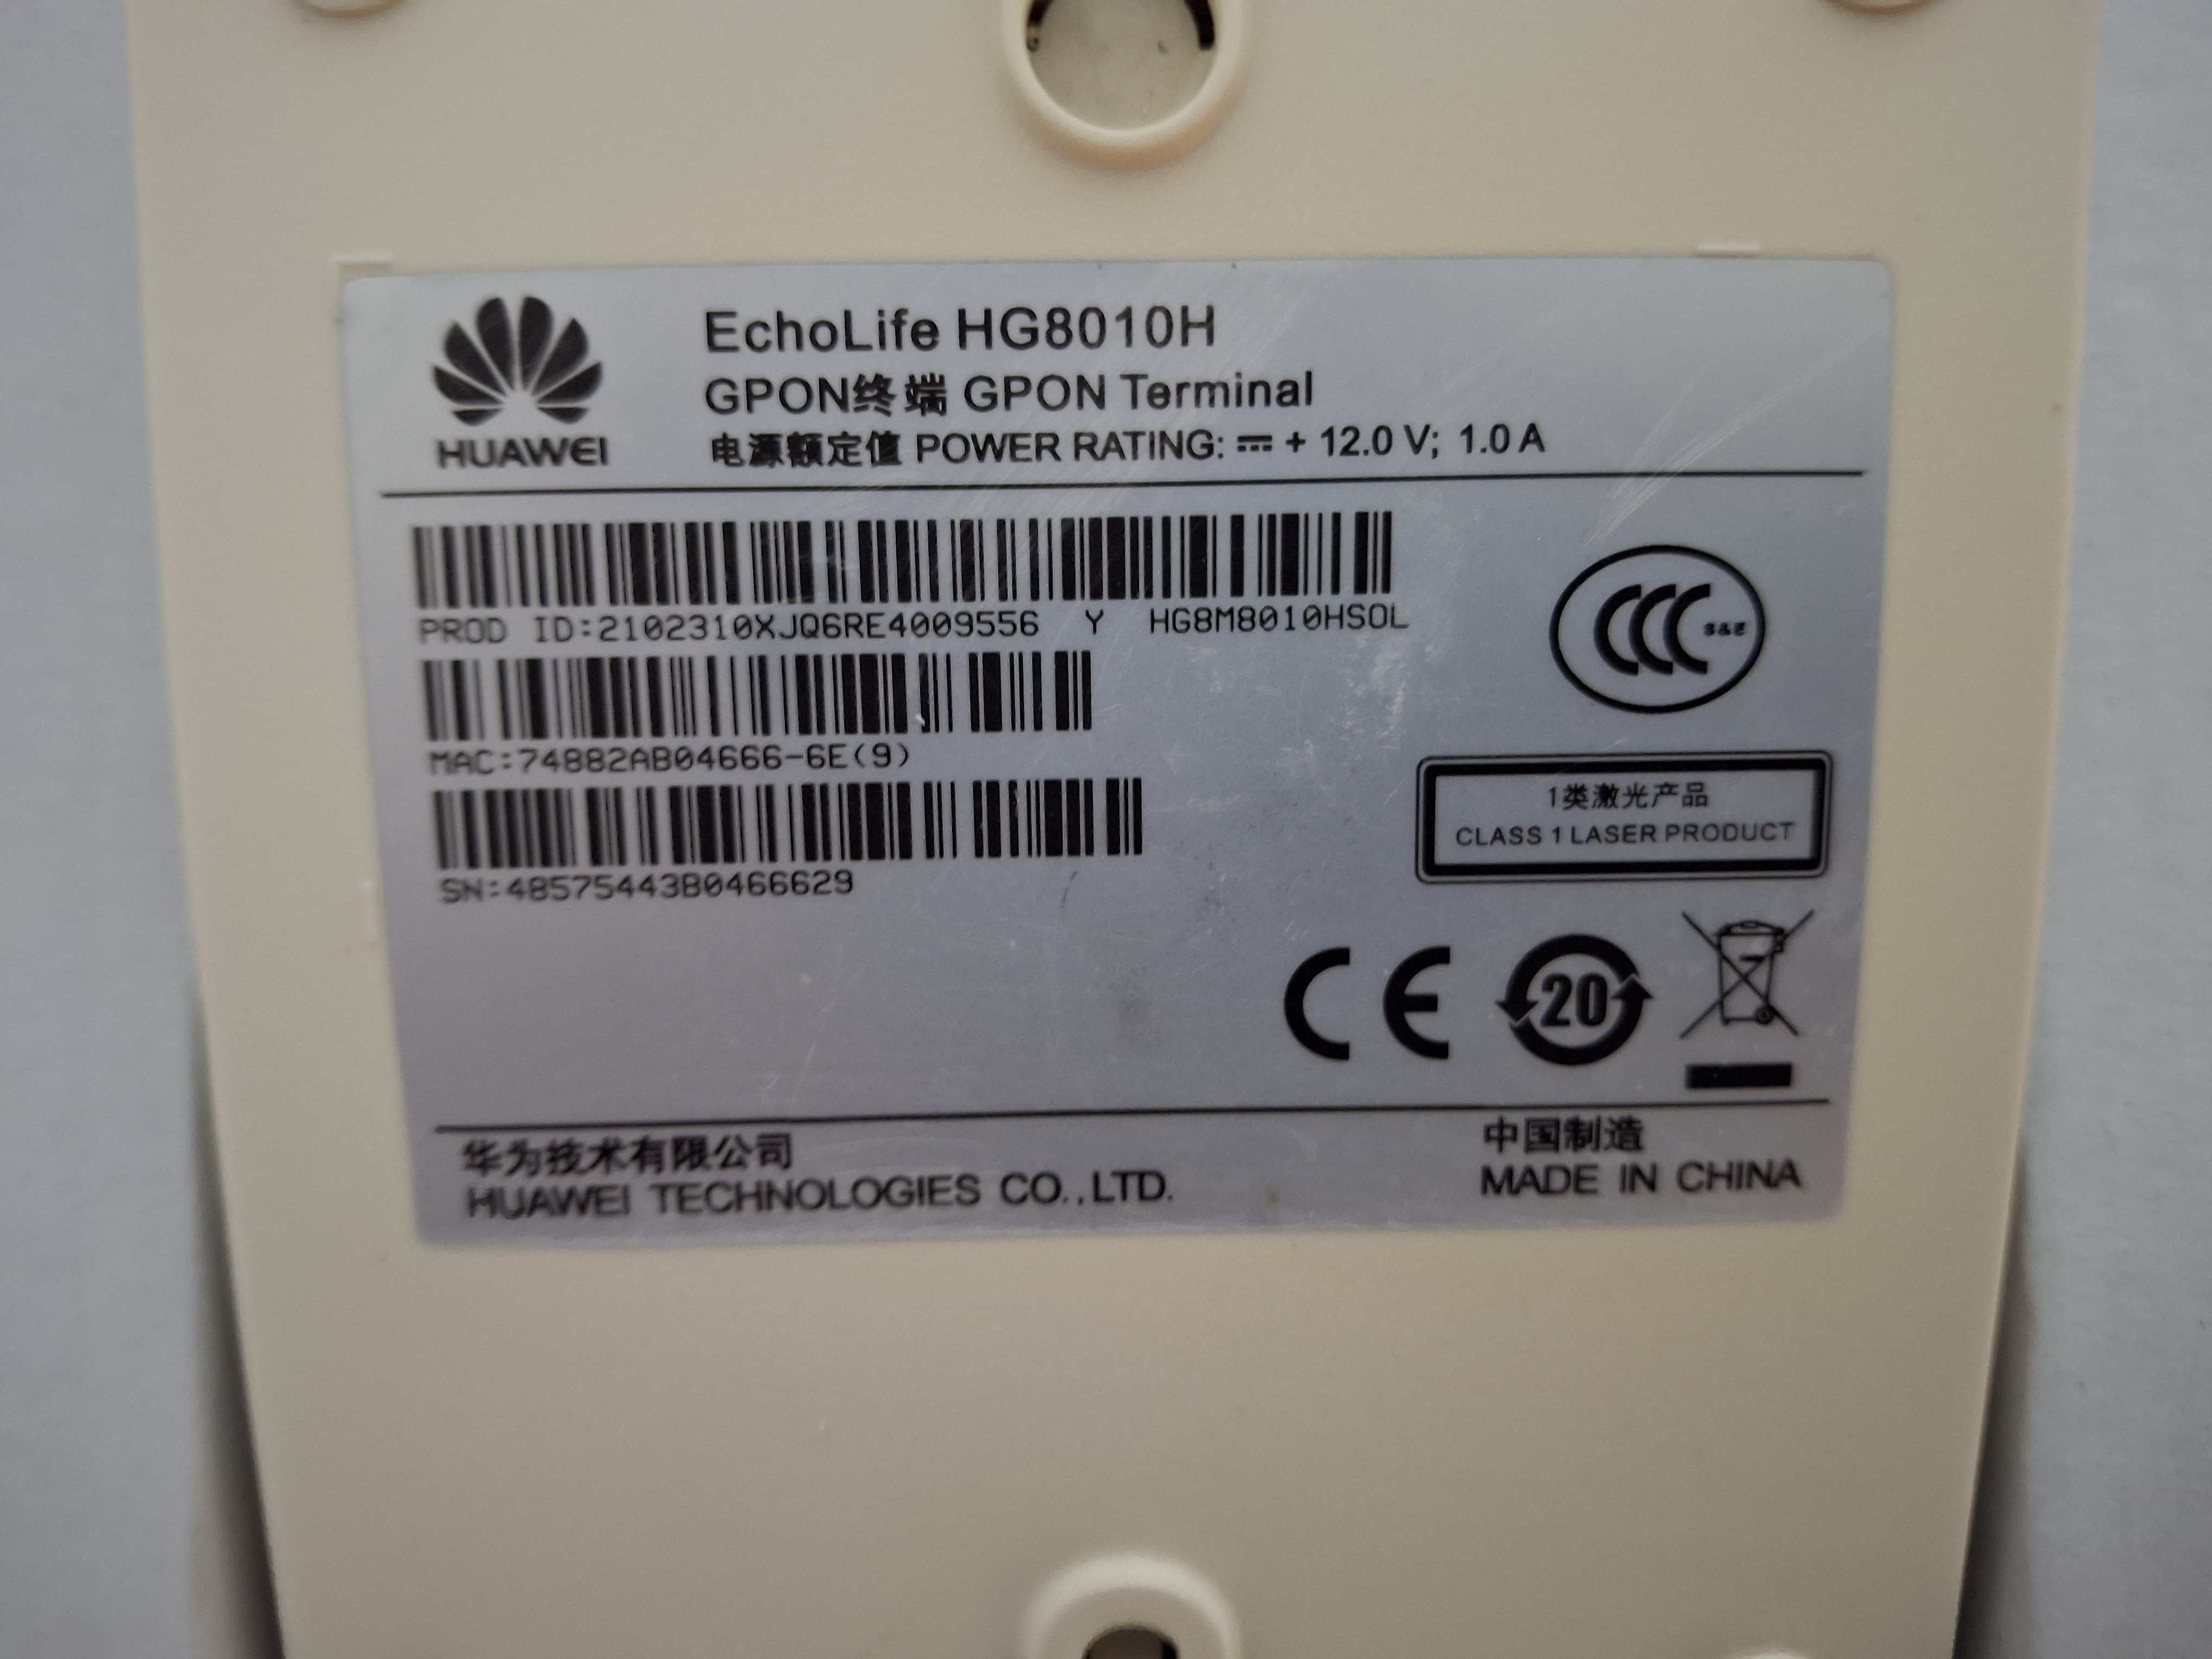 HUAWEI
EchoLife HG8010H
GPON终端 GPON Terminal
电源额定值 POWER RATING: ⎓ + 12.0 V; 1.0 A
PROD ID:2102310XJQ6RE4009556 Y HG8M8010HSOL
CCC S&E
MAC:74882AB04666-6E(9)
1类激光产品
CLASS 1 LASER PRODUCT
SN:48575443B0466629
CE 20
华为技术有限公司
HUAWEI TECHNOLOGIES CO.,LTD.
中国制造
MADE IN CHINA